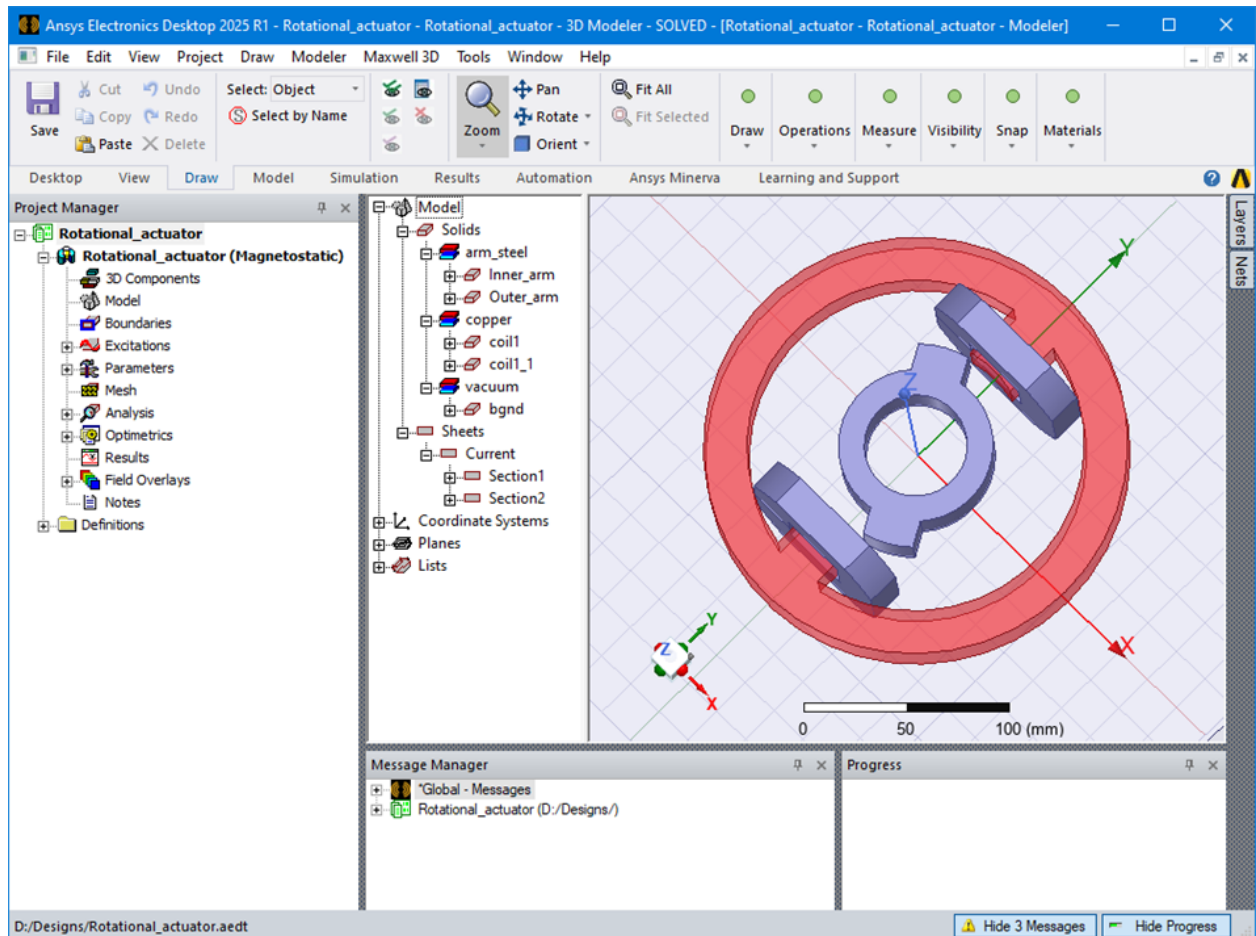 Ansys Electronics Desktop 2025 R1 - Rotational_actuator - Rotational_actuator - 3D Modeler - SOLVED - [Rotational_actuator - Rotational_actuator - Modeler]
File Edit View Project Draw Modeler Maxwell 3D Tools Window Help
Save
Cut Undo
Copy Redo
Paste Delete
Select: Object
Select by Name
Zoom
Pan
Rotate
Orient
Fit All
Fit Selected
Draw Operations Measure Visibility Snap Materials
Desktop View Draw Model Simulation Results Automation Ansys Minerva Learning and Support
Project Manager
Rotational_actuator
Rotational_actuator (Magnetostatic)
3D Components
Model
Boundaries
Excitations
Parameters
Mesh
Analysis
Optimetrics
Results
Field Overlays
Notes
Definitions
Model
Solids
arm_steel
Inner_arm
Outer_arm
copper
coil1
coil1_1
vacuum
bgnd
Sheets
Current
Section1
Section2
Coordinate Systems
Planes
Lists
Y
Z
X
Y
Z
X
0 50 100 (mm)
Layers
Nets
Message Manager
*Global - Messages
Rotational_actuator (D:/Designs/)
Progress
D:/Designs/Rotational_actuator.aedt
Hide 3 Messages
Hide Progress